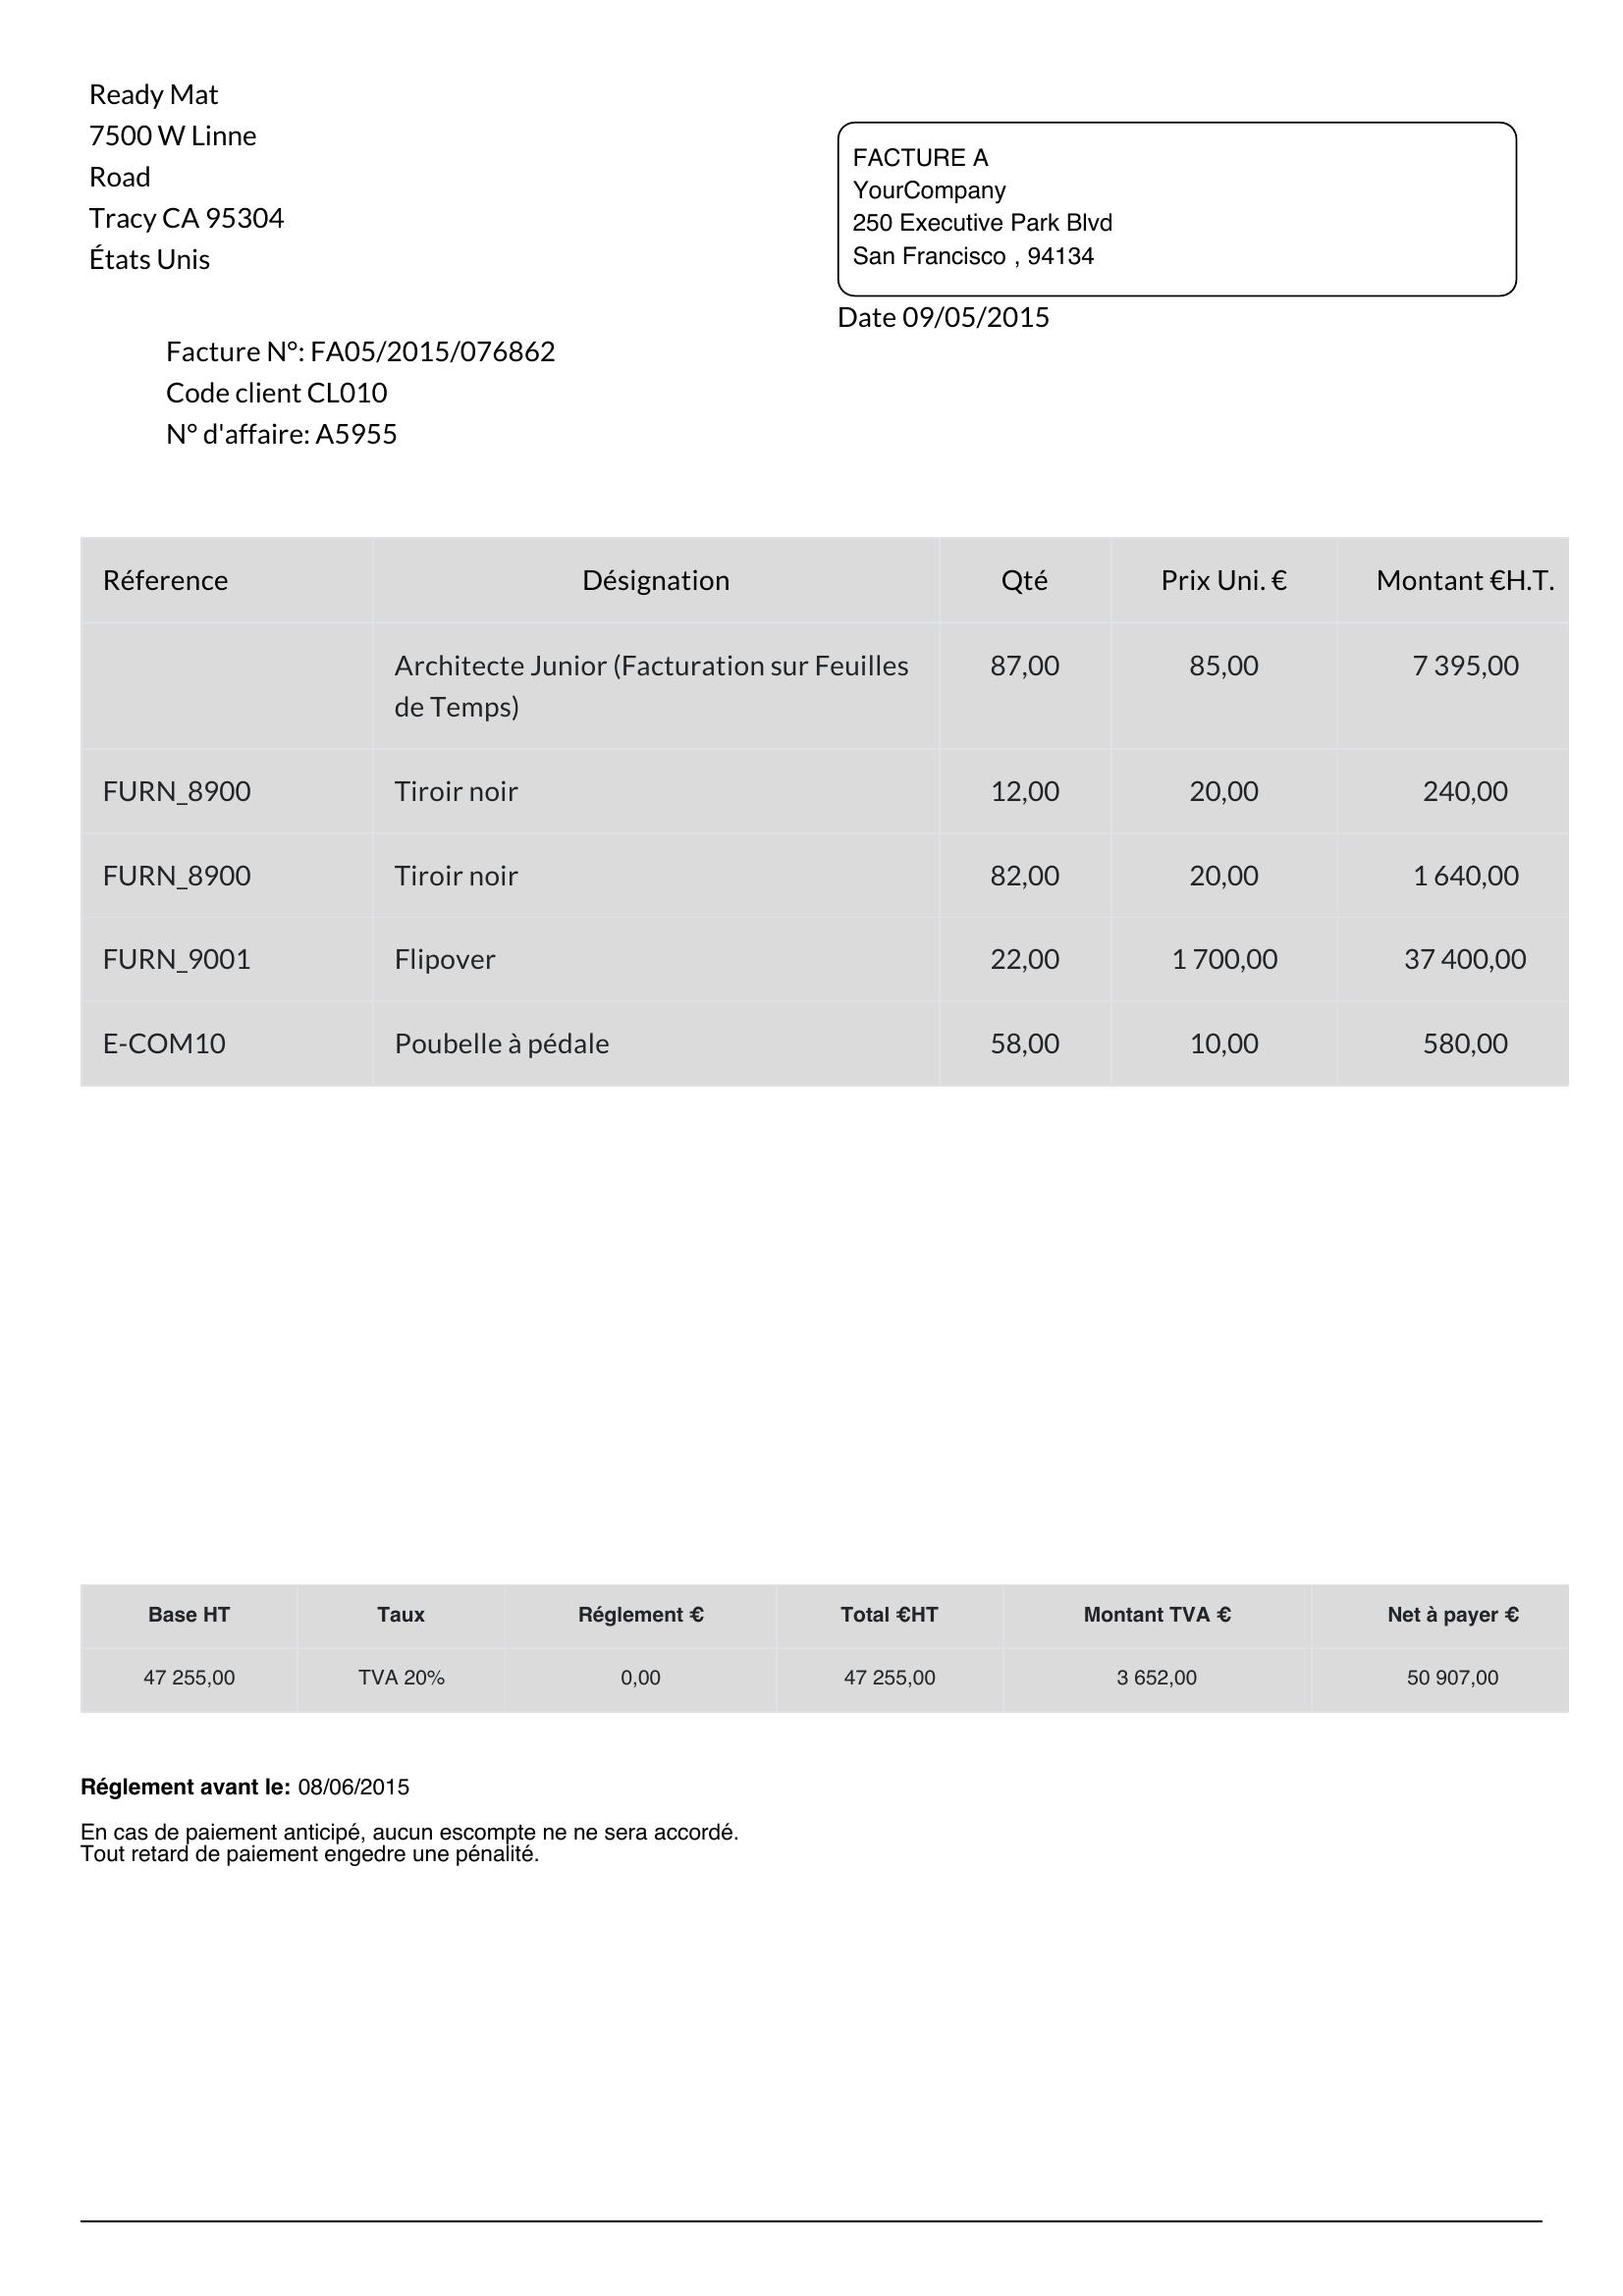 Ready Mat
7500 W Linne
Road
Tracy CA 95304
États Unis
FACTURE A
YourCompany
250 Executive Park Blvd
San Francisco , 94134
Date 09/05/2015
Facture N°: FA05/2015/076862
Code client CL010
N° d'affaire: A5955
Réference Désignation Qté Prix Uni. € Montant €H.T.
Architecte Junior (Facturation sur Feuilles 87,00 85,00 7 395,00
de Temps)
FURN_8900 Tiroir noir 12,00 20,00 240,00
FURN_8900 Tiroir noir 82,00 20,00 1 640,00
FURN_9001 Flipover 22,00 1 700,00 37 400,00
E-COM10 Poubelle à pédale 58,00 10,00 580,00
Base HT Taux Réglement € Total €HT Montant TVA € Net à payer €
47 255,00 TVA 20% 0,00 47 255,00 3 652,00 50 907,00
Réglement avant le: 08/06/2015
En cas de paiement anticipé, aucun escompte ne ne sera accordé.
Tout retard de paiement engedre une pénalité.